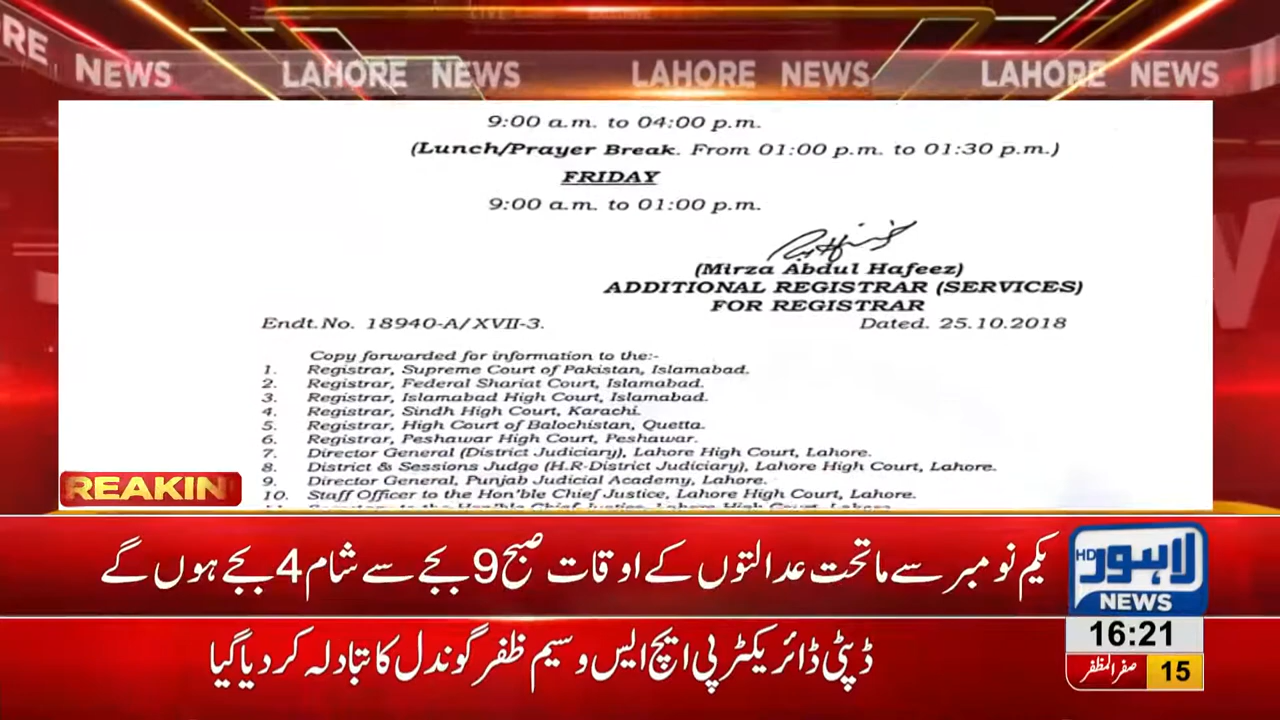 RE NEWS LAHORE NEWS LAHORE NEWS LAHORE NEWS
9:00 a.m. to 04:00 p.m.
(Lunch/Prayer Break. From 01:00 p.m. to 01:30 p.m.)
FRIDAY
9:00 a.m. to 01:00 p.m.
(Mirza Abdul Hafeez)
ADDITIONAL REGISTRAR (SERVICES)
FOR REGISTRAR
Endt.No. 18940-A/XVII-3. Dated. 25.10.2018
Copy forwarded for information to the:-
1. Registrar, Supreme Court of Pakistan, Islamabad.
2. Registrar, Federal Shariat Court, Islamabad.
3. Registrar, Islamabad High Court, Islamabad.
4. Registrar, Sindh High Court, Karachi.
5. Registrar, High Court of Balochistan, Quetta.
6. Registrar, Peshawar High Court, Peshawar.
7. Director General (District Judiciary), Lahore High Court, Lahore.
8. District & Sessions Judge (H.R-District Judiciary), Lahore High Court, Lahore.
9. Director General, Punjab Judicial Academy, Lahore.
10. Staff Officer to the Hon'ble Chief Justice, Lahore High Court, Lahore.
REAKIN
یکم نومبر سے ماتحت عدالتوں کے اوقات صبح 9 بجے سے شام 4 بجے ہوں گے
لاہور HD
NEWS
16:21
ڈپٹی ڈائریکٹر پی ایچ ایس وسیم ظفر گوندل کا تبادلہ کر دیا گیا
15 صفر المظفر